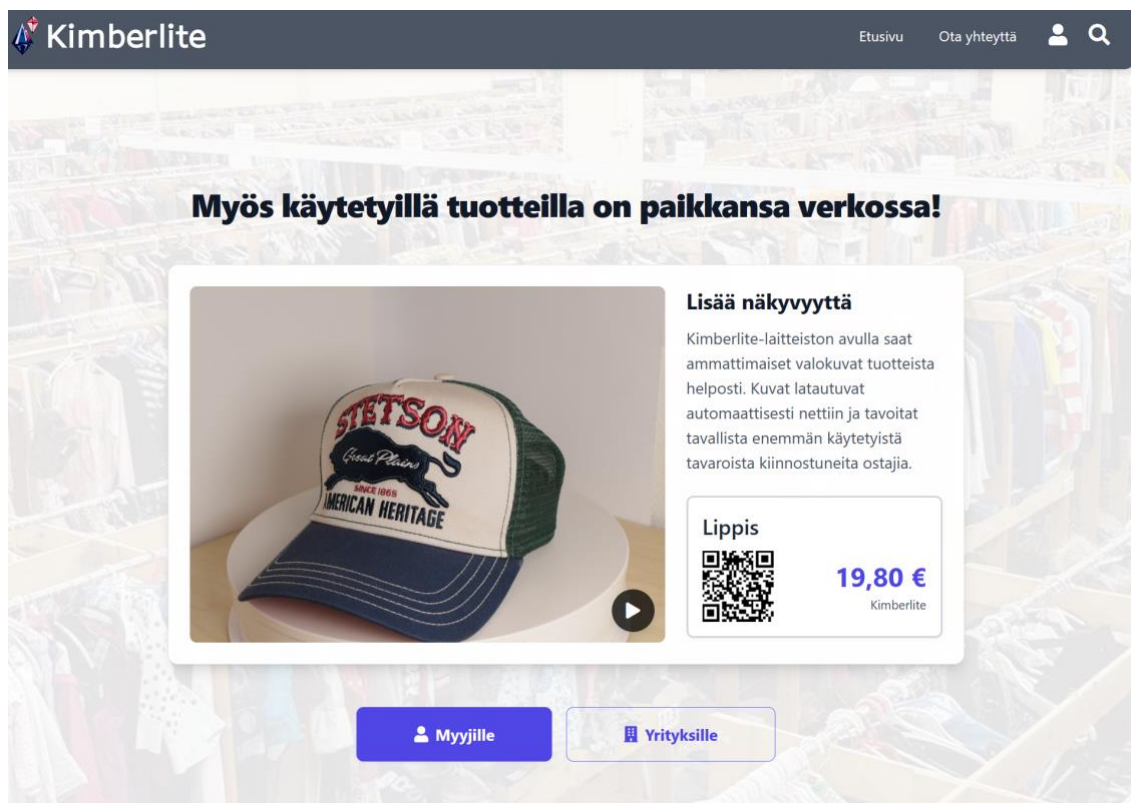 Kimberlite
Etusivu
Ota yhteyttä
Myös käytetyillä tuotteilla on paikkansa verkossa!
STETSON
Great Plains
SINCE 1865
AMERICAN HERITAGE
Lisää näkyvyyttä
Kimberlite-laitteiston avulla saat
ammattimaiset valokuvat tuotteista
helposti. Kuvat latautuvat
automaattisesti nettiin ja tavoitat
tavallista enemmän käytetyistä
tavaroista kiinnostuneita ostajia.
Lippis
19,80 €
Kimberlite
Myyjille
Yrityksille